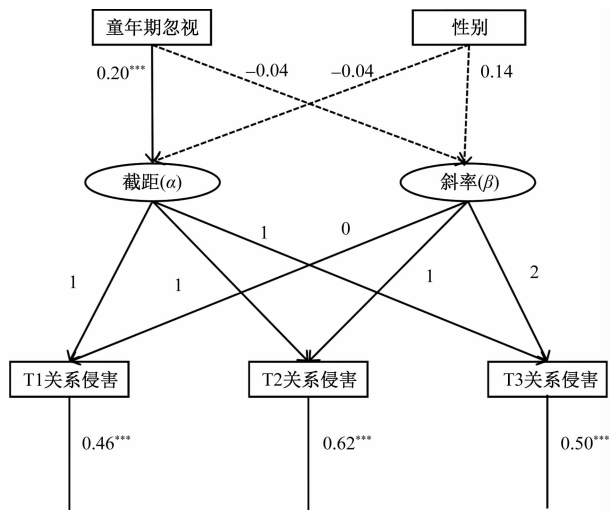 童年期忽视 性别
0.20*** –0.04 –0.04 0.14
截距(α) 斜率(β)
1 0
1 1 1 2
T1关系侵害 T2关系侵害 T3关系侵害
0.46*** 0.62*** 0.50***